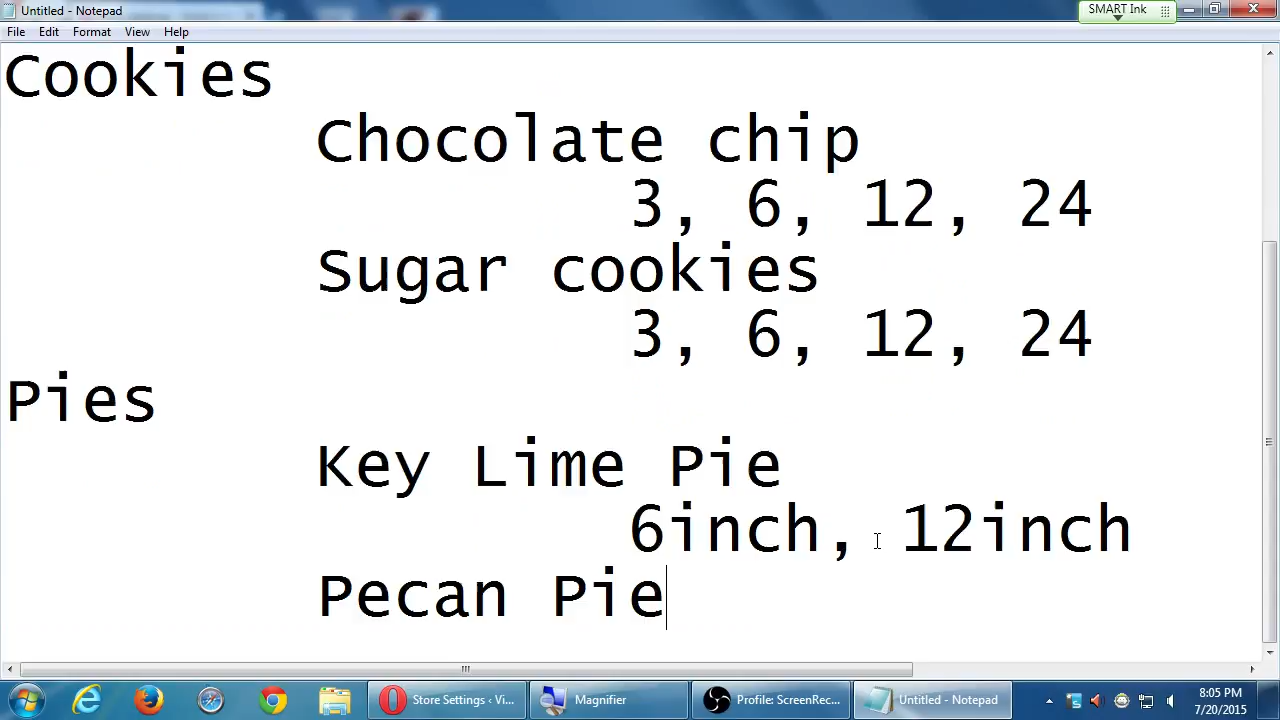 Untitled - Notepad
SMART Ink
File Edit Format View Help
Cookies
Chocolate chip
3, 6, 12, 24
Sugar cookies
3, 6, 12, 24
Pies
Key Lime Pie
6inch, 12inch
Pecan Pie
Store Settings ‹ Vi...
Magnifier
Profile: ScreenRec...
Untitled - Notepad
8:05 PM
7/20/2015